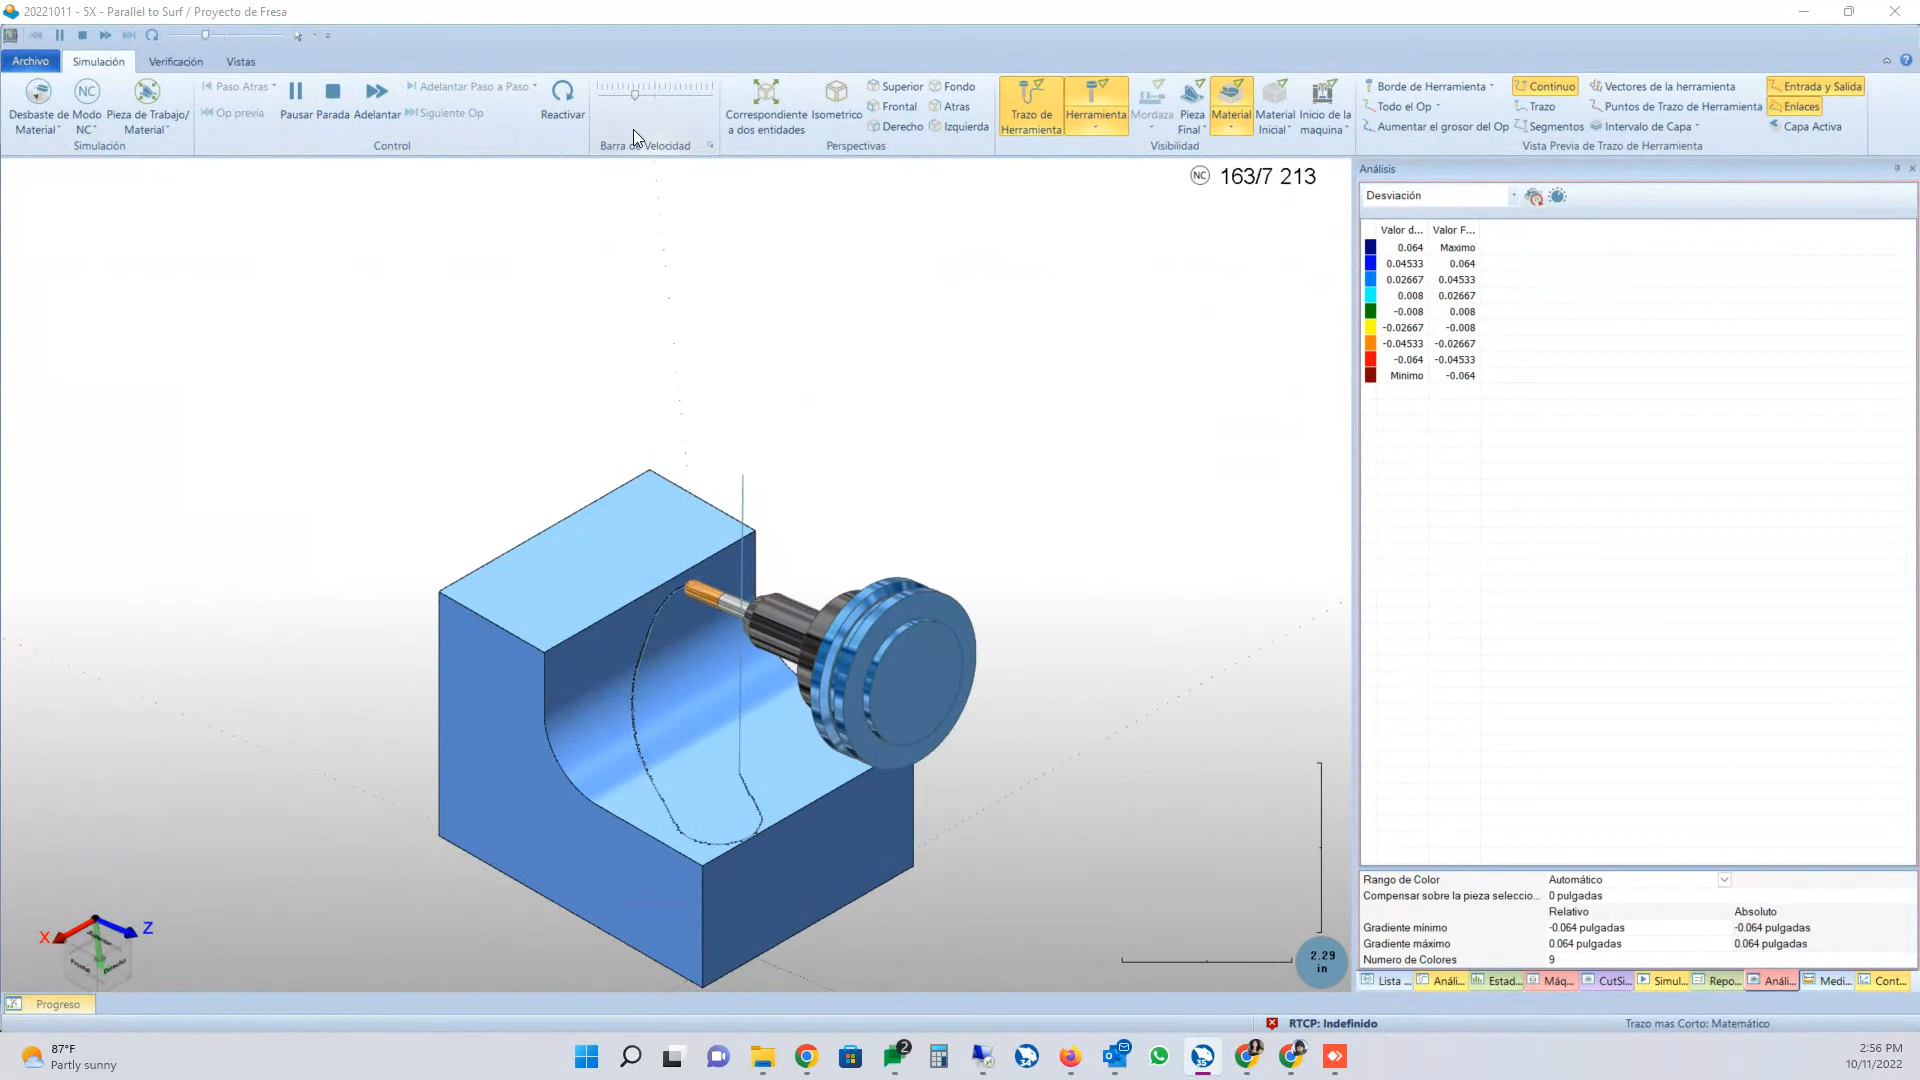 20221011 - 5X - Parallel to Surf / Proyecto de Fresa
Archivo Simulación Verificación Vistas
Desbaste de Material
Modo NC
Pieza de Trabajo/ Material
Simulación
Paso Atras
Op previa
Pausar Parada Adelantar
Adelantar Paso a Paso
Siguiente Op
Reactivar
Control
Barra de Velocidad
Correspondiente a dos entidades
Isometrico
Superior Fondo
Frontal Atras
Derecho Izquierda
Perspectivas
Trazo de Herramienta
Herramienta
Mordaza
Pieza Final
Material
Material Inicial
Inicio de la maquina
Visibilidad
Borde de Herramienta
Todo el Op
Aumentar el grosor del Op
Continuo
Trazo
Segmentos
Vectores de la herramienta
Puntos de Trazo de Herramienta
Intervalo de Capa
Entrada y Salida
Enlaces
Capa Activa
Vista Previa de Trazo de Herramienta
NC 163/7 213
Análisis
Desviación
Valor d... Valor F...
0.064 Maximo
0.04533 0.064
0.02667 0.04533
0.008 0.02667
-0.008 0.008
-0.02667 -0.008
-0.04533 -0.02667
-0.064 -0.04533
Minimo -0.064
Rango de Color Automático
Compensar sobre la pieza seleccio... 0 pulgadas
Relativo Absoluto
Gradiente mínimo -0.064 pulgadas -0.064 pulgadas
Gradiente máximo 0.064 pulgadas 0.064 pulgadas
Numero de Colores 9
X Z
Superior
Frontal Derecho
2.29
in
Lista ... Análi... Estad... Máq... CutSi... Simul... Repo... Análi... Medi... Cont...
Progreso
RTCP: Indefinido
Trazo mas Corto: Matemático
87°F
Partly sunny
2
34
35
2:56 PM
10/11/2022